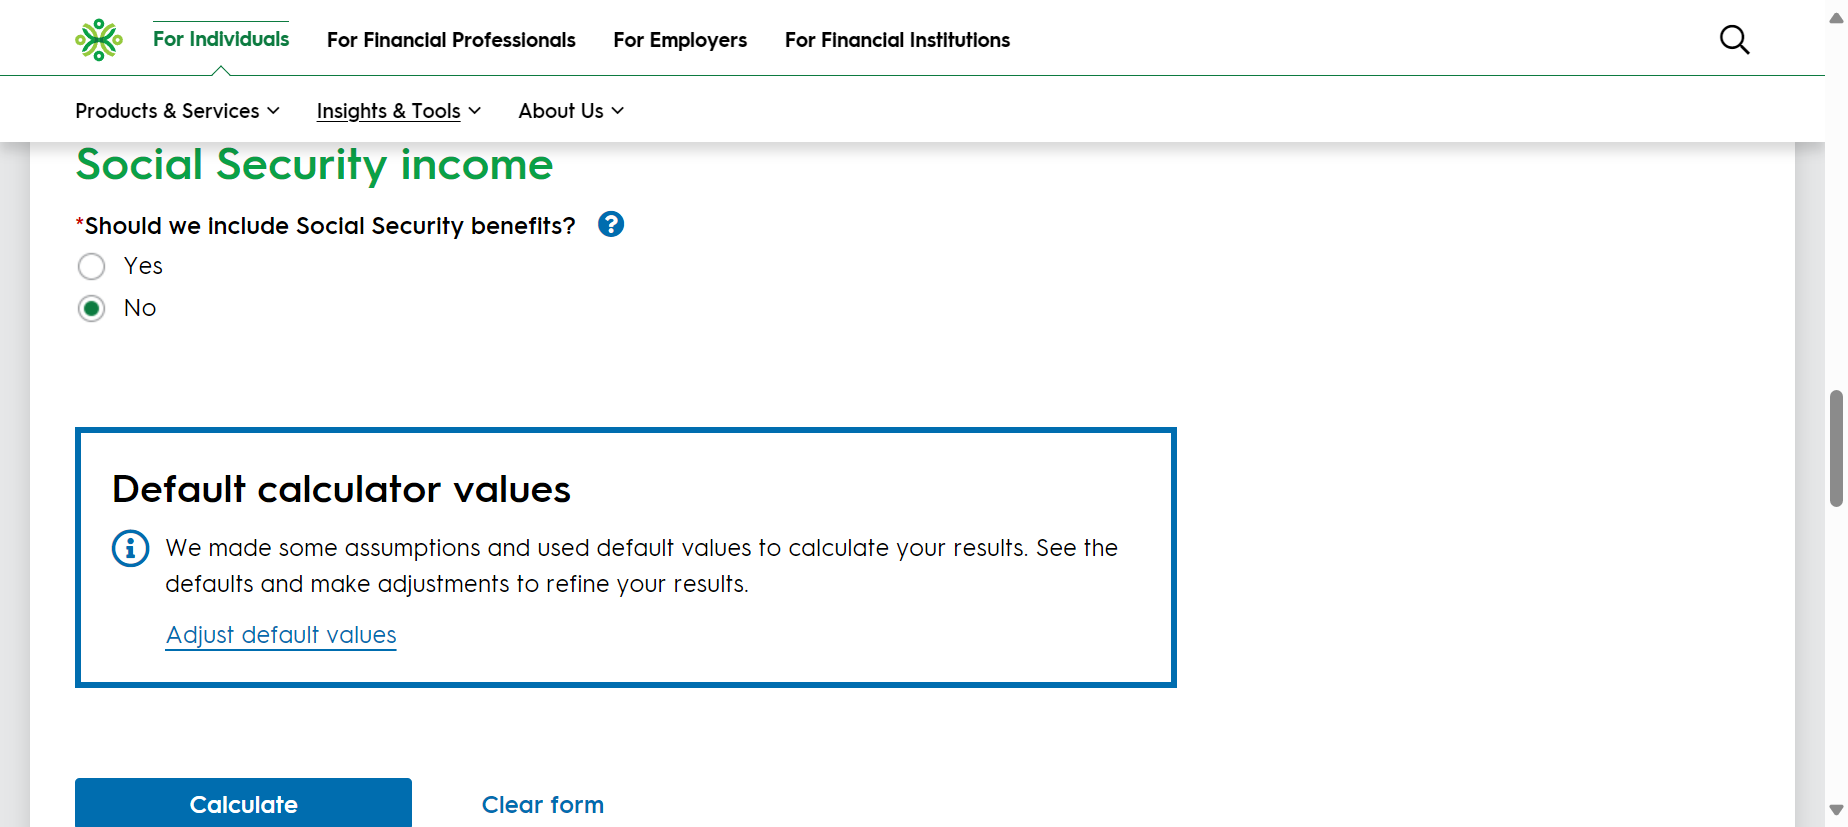 For Individuals
For Financial Professionals
For Employers
For Financial Institutions
Products & Services
Insights & Tools
About Us
Social Security income
*Should we include Social Security benefits? ?
Yes
No
Default calculator values
We made some assumptions and used default values to calculate your results. See the
defaults and make adjustments to refine your results.
Adjust default values
Calculate
Clear form